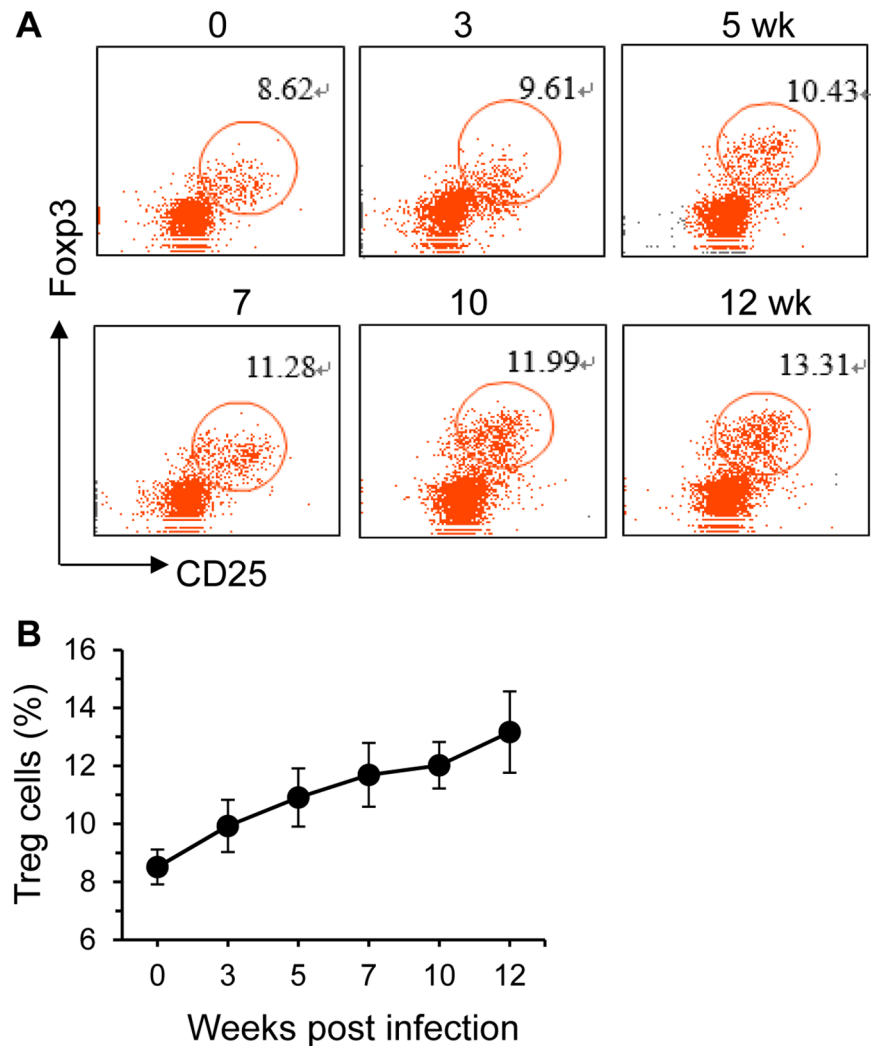 A
0 3 5 wk
8.62↵ 9.61↵ 10.43↵
Foxp3
7 10 12 wk
11.28↵ 11.99↵ 13.31↵
CD25
B
16
14
12
10
8
6
Treg cells (%)
0 3 5 7 10 12
Weeks post infection